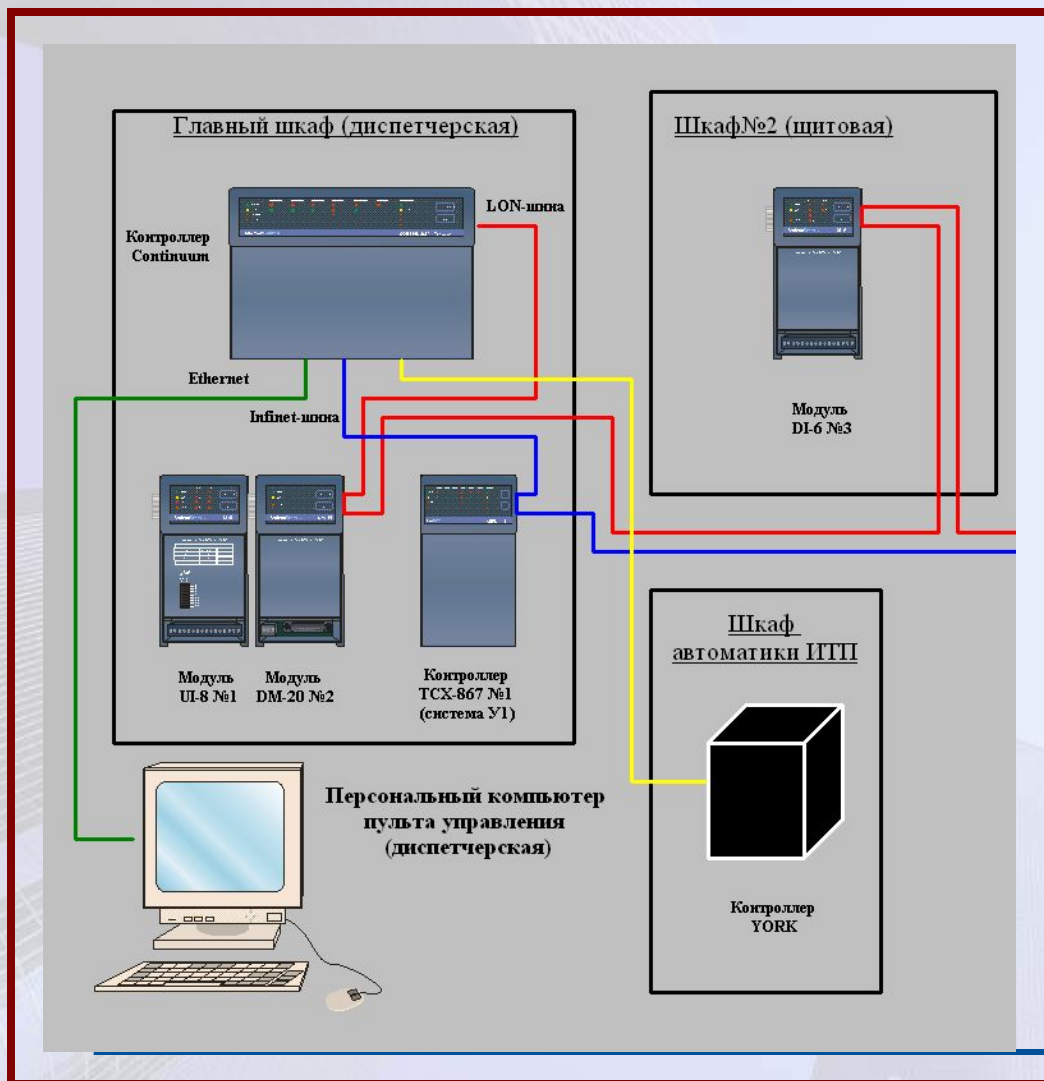 Главный шкаф (диспетчерская)
LON-шина
Контроллер
Continuum
Ethernet
Infinet-шина
Модуль
UI-8 №1
Модуль
DM-20 №2
Контроллер
TCX-867 №1
(система У1)
Шкаф№2 (щитовая)
Модуль
DI-6 №3
Шкаф
автоматики ИТП
Контроллер
YORK
Персональный компьютер
пульта управления
(диспетчерская)